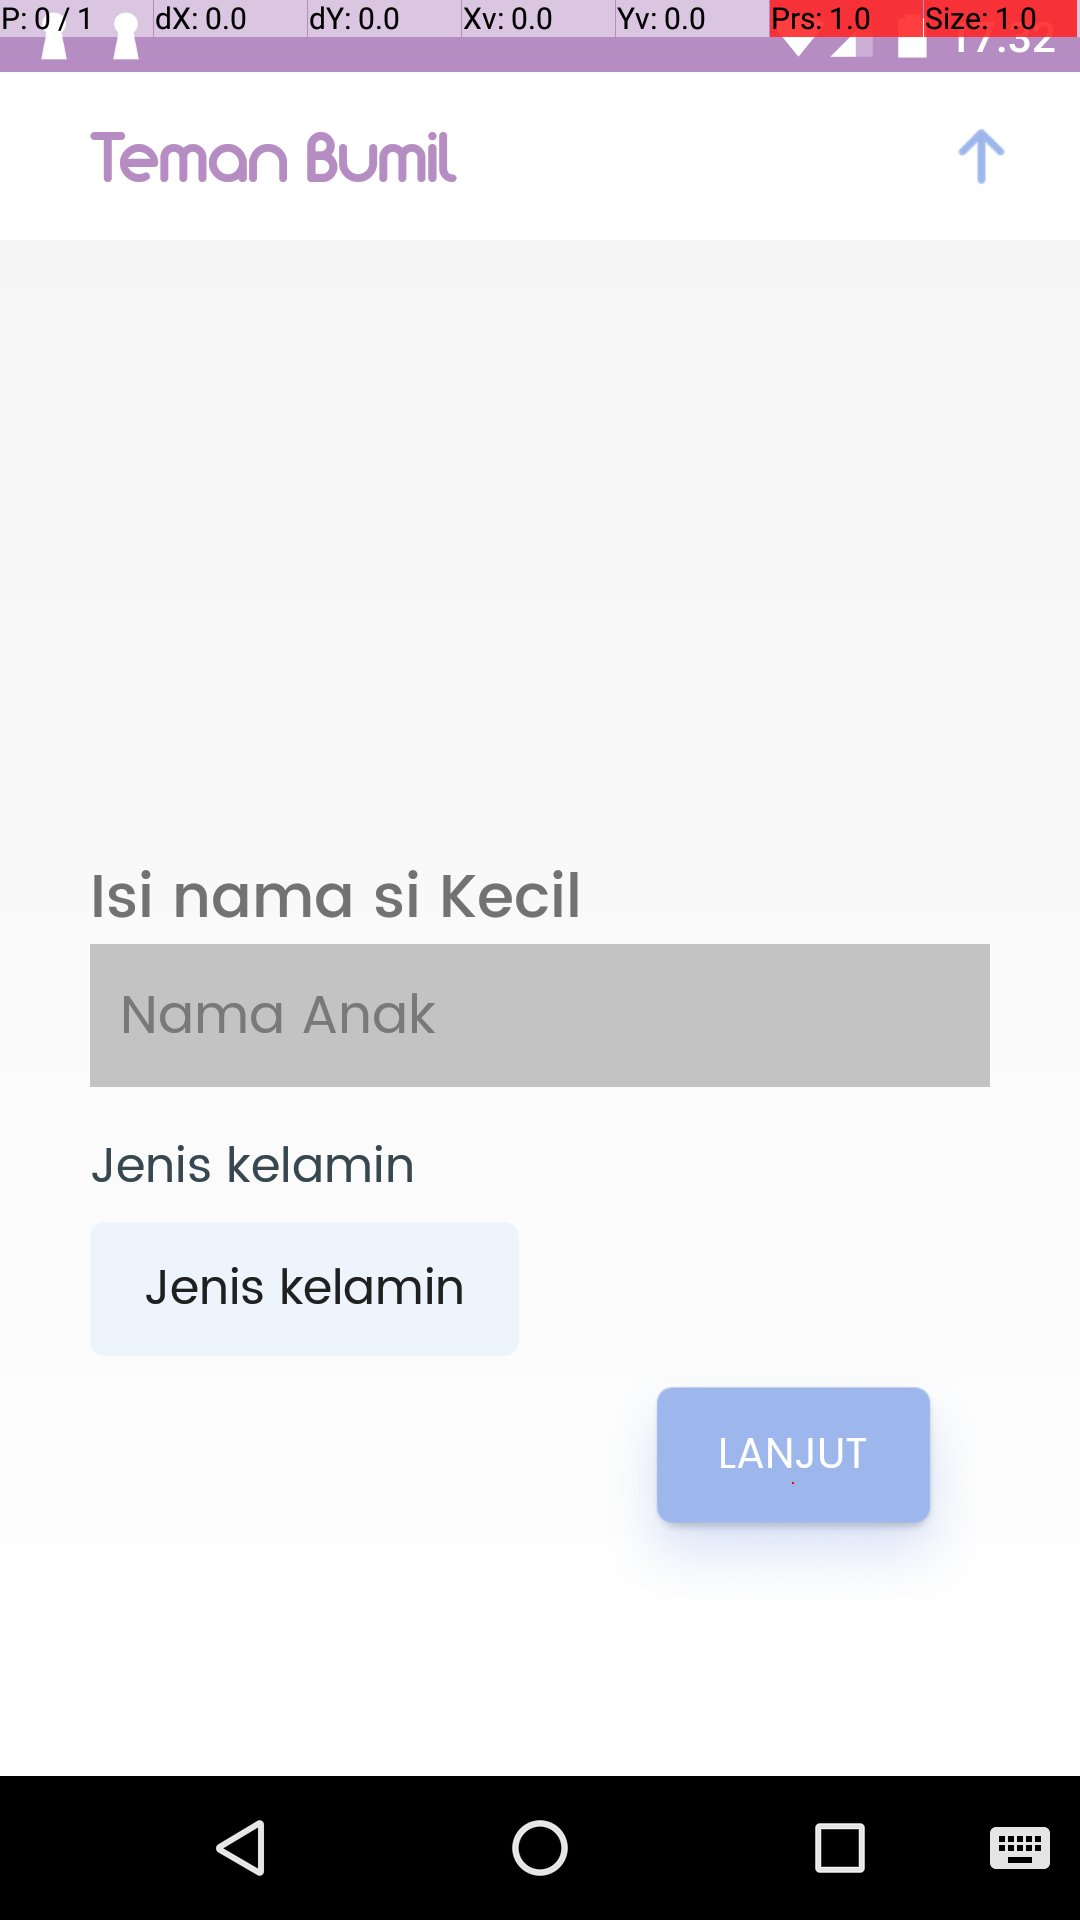 P: 0 / 1 dX: 0.0 dY: 0.0 Xv: 0.0 Yv: 0.0 Prs: 1.0 Size: 1.0
17:32
Teman Bumil
Isi nama si Kecil
Nama Anak
Jenis kelamin
Jenis kelamin
LANJUT